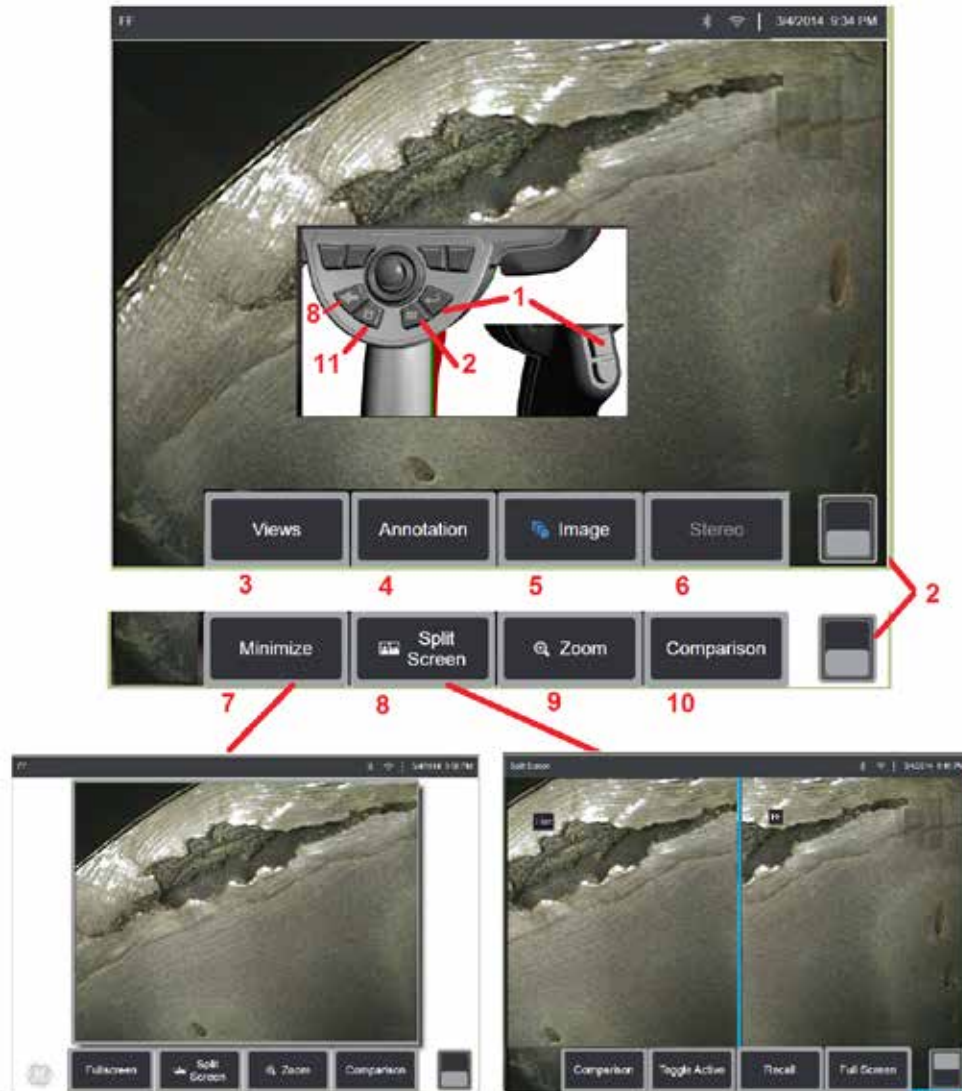 FF 3/4/2014 9:34 PM
8
1
11
2
Views Annotation Image Stereo
3 4 5 6
2
Minimize Split Screen Zoom Comparison
7 8 9 10
FF
Split Screen
Fullscreen Split Screen Zoom Comparison
Comparison Toggle Active Recall Full Screen